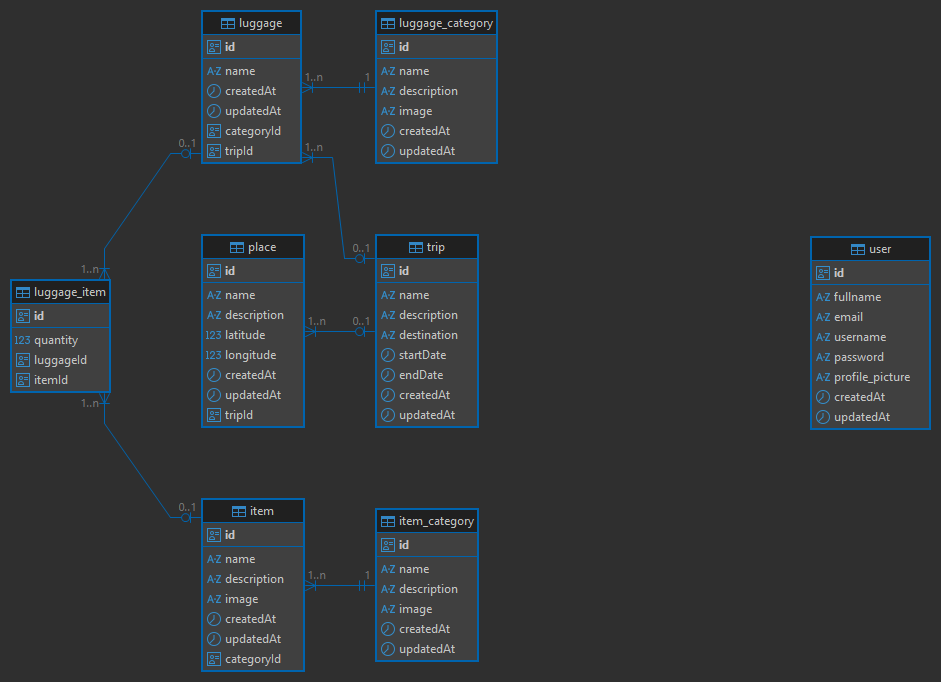 luggage
id
A-Z name
createdAt
updatedAt
categoryId
tripId
luggage_category
id
A-Z name
A-Z description
A-Z image
createdAt
updatedAt
1..n
1
1..n
0..1
0..1
1..n
place
id
A-Z name
A-Z description
123 latitude
123 longitude
createdAt
updatedAt
tripId
trip
id
A-Z name
A-Z description
A-Z destination
startDate
endDate
createdAt
updatedAt
1..n
0..1
user
id
A-Z fullname
A-Z email
A-Z username
A-Z password
A-Z profile_picture
createdAt
updatedAt
luggage_item
id
123 quantity
luggageId
itemId
1..n
0..1
item
id
A-Z name
A-Z description
A-Z image
createdAt
updatedAt
categoryId
1..n
1
item_category
id
A-Z name
A-Z description
A-Z image
createdAt
updatedAt